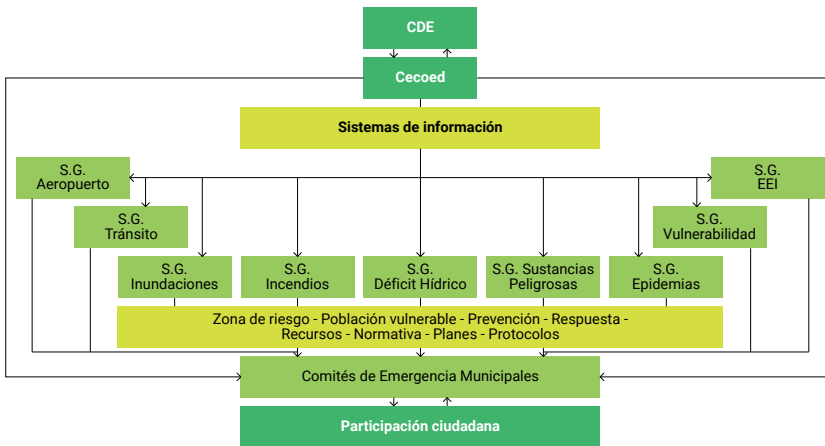 CDE
Cecoed
Sistemas de información
S.G.
Aeropuerto
S.G.
EEI
S.G.
Tránsito
S.G.
Vulnerabilidad
S.G.
Inundaciones
S.G.
Incendios
S.G.
Déficit Hídrico
S.G. Sustancias
Peligrosas
S.G.
Epidemias
Zona de riesgo - Población vulnerable - Prevención - Respuesta -
Recursos - Normativa - Planes - Protocolos
Comités de Emergencia Municipales
Participación ciudadana